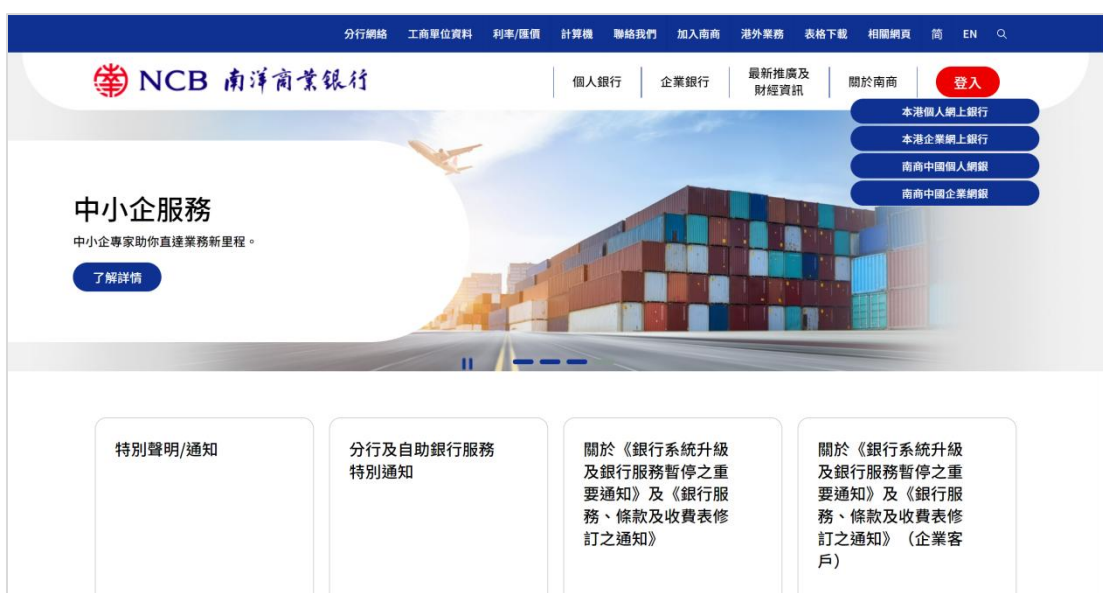 分行網絡 工商單位資料 利率/匯價 計算機 聯絡我們 加入南商 港外業務 表格下載 相關網頁 简 EN
NCB 南洋商業銀行
個人銀行 企業銀行 最新推廣及 關於南商 登入
財經資訊
本港個人網上銀行
本港企業網上銀行
南商中國個人網銀
南商中國企業網銀
中小企服務
中小企專家助你直達業務新里程。
了解詳情
特別聲明/通知
分行及自助銀行服務
特別通知
關於《銀行系統升級
及銀行服務暫停之重
要通知》及《銀行服
務、條款及收費表修
訂之通知》
關於《銀行系統升級
及銀行服務暫停之重
要通知》及《銀行服
務、條款及收費表修
訂之通知》（企業客
戶）